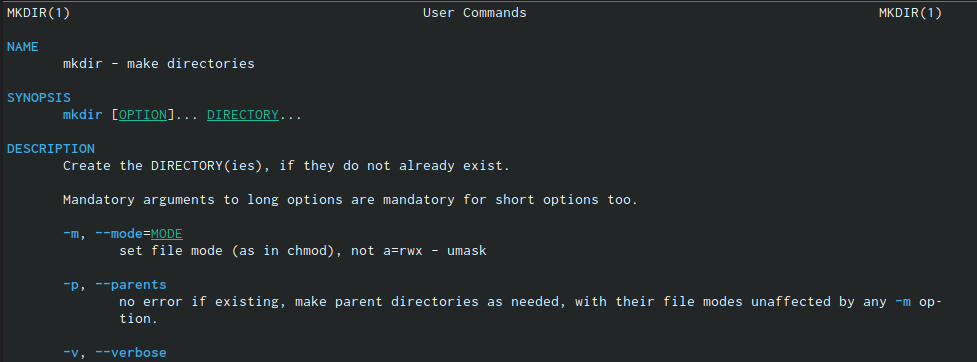 MKDIR(1) User Commands MKDIR(1)
NAME
mkdir - make directories
SYNOPSIS
mkdir [OPTION]... DIRECTORY...
DESCRIPTION
Create the DIRECTORY(ies), if they do not already exist.
Mandatory arguments to long options are mandatory for short options too.
-m, --mode=MODE
set file mode (as in chmod), not a=rwx - umask
-p, --parents
no error if existing, make parent directories as needed, with their file modes unaffected by any -m op-
tion.
-v, --verbose